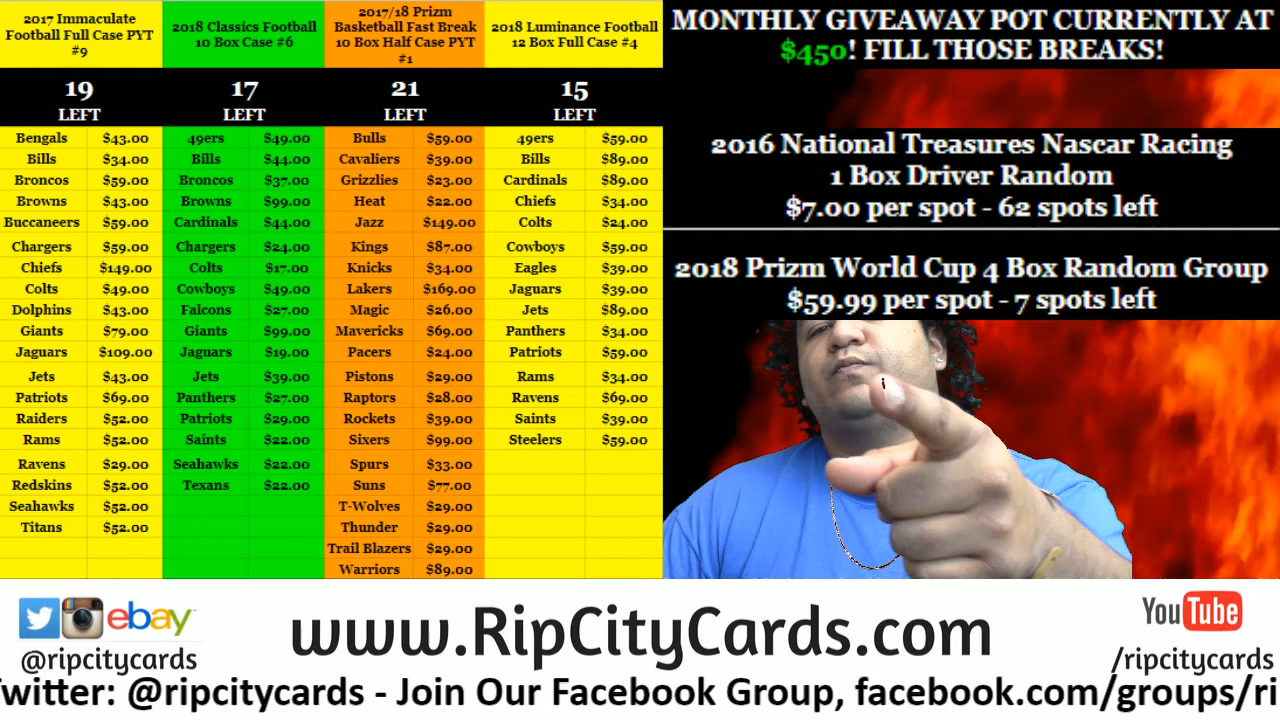 2017 Immaculate
Football Full Case PYT
#9
19
LEFT
Bengals $43.00
Bills $34.00
Broncos $59.00
Browns $43.00
Buccaneers $59.00
Chargers $59.00
Chiefs $149.00
Colts $49.00
Dolphins $43.00
Giants $79.00
Jaguars $109.00
Jets $43.00
Patriots $69.00
Raiders $52.00
Rams $52.00
Ravens $29.00
Redskins $52.00
Seahawks $52.00
Titans $52.00
2018 Classics Football
10 Box Case #6
17
LEFT
49ers $49.00
Bills $44.00
Broncos $37.00
Browns $99.00
Cardinals $44.00
Chargers $24.00
Colts $17.00
Cowboys $49.00
Falcons $27.00
Giants $99.00
Jaguars $19.00
Jets $39.00
Panthers $27.00
Patriots $29.00
Saints $22.00
Seahawks $22.00
Texans $22.00
2017/18 Prizm
Basketball Fast Break
10 Box Half Case PYT
#1
21
LEFT
Bulls $59.00
Cavaliers $39.00
Grizzlies $23.00
Heat $22.00
Jazz $149.00
Kings $87.00
Knicks $34.00
Lakers $169.00
Magic $26.00
Mavericks $69.00
Pacers $24.00
Pistons $29.00
Raptors $28.00
Rockets $39.00
Sixers $99.00
Spurs $33.00
Suns $77.00
T-Wolves $29.00
Thunder $29.00
Trail Blazers $29.00
Warriors $89.00
2018 Luminance Football
12 Box Full Case #4
15
LEFT
49ers $59.00
Bills $89.00
Cardinals $89.00
Chiefs $34.00
Colts $24.00
Cowboys $59.00
Eagles $39.00
Jaguars $39.00
Jets $89.00
Panthers $34.00
Patriots $59.00
Rams $34.00
Ravens $69.00
Saints $39.00
Steelers $59.00
MONTHLY GIVEAWAY POT CURRENTLY AT
$450! FILL THOSE BREAKS!
2016 National Treasures Nascar Racing
1 Box Driver Random
$7.00 per spot - 62 spots left
2018 Prizm World Cup 4 Box Random Group
$59.99 per spot - 7 spots left
ebay
@ripcitycards
www.RipCityCards.com
YouTube
/ripcitycards
Twitter: @ripcitycards - Join Our Facebook Group, facebook.com/groups/ri